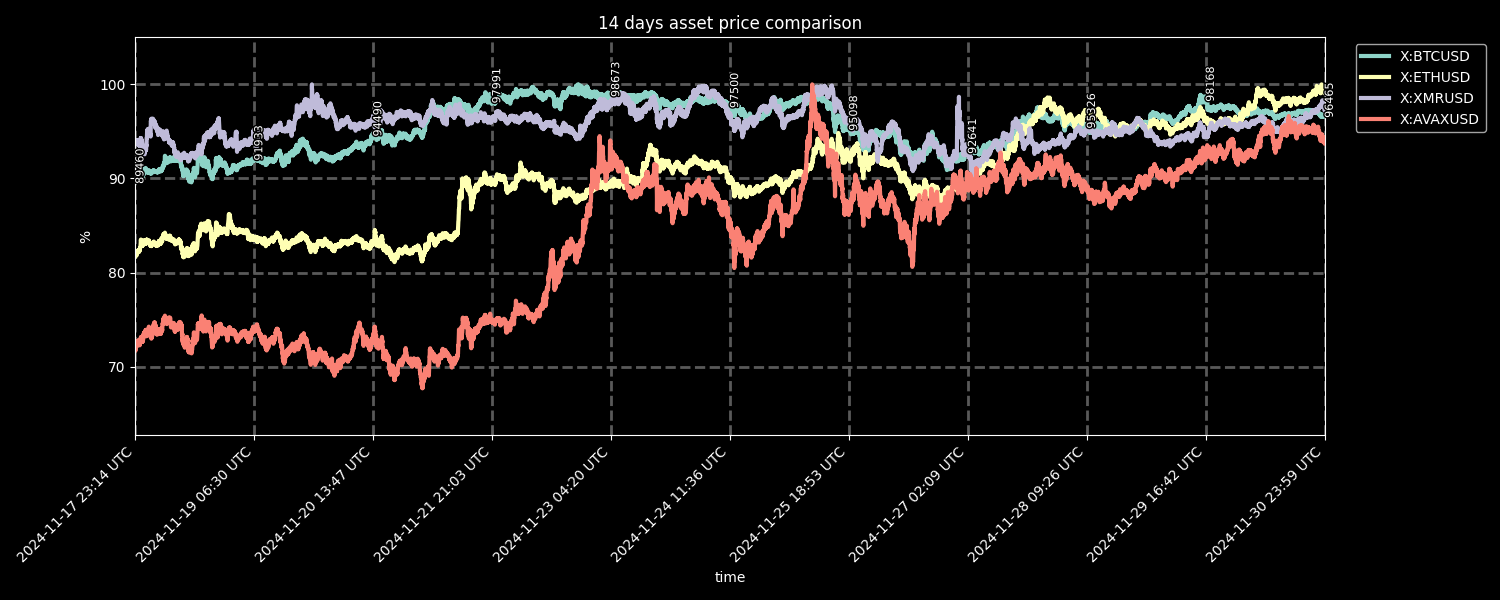 14 days asset price comparison
X:BTCUSD
X:ETHUSD
X:XMRUSD
X:AVAXUSD
100
90
80
70
%
89460
91933
94490
97991
98673
97500
95098
92641
95326
98168
96465
2024-11-17 23:14 UTC
2024-11-19 06:30 UTC
2024-11-20 13:47 UTC
2024-11-21 21:03 UTC
2024-11-23 04:20 UTC
2024-11-24 11:36 UTC
2024-11-25 18:53 UTC
2024-11-27 02:09 UTC
2024-11-28 09:26 UTC
2024-11-29 16:42 UTC
2024-11-30 23:59 UTC
time